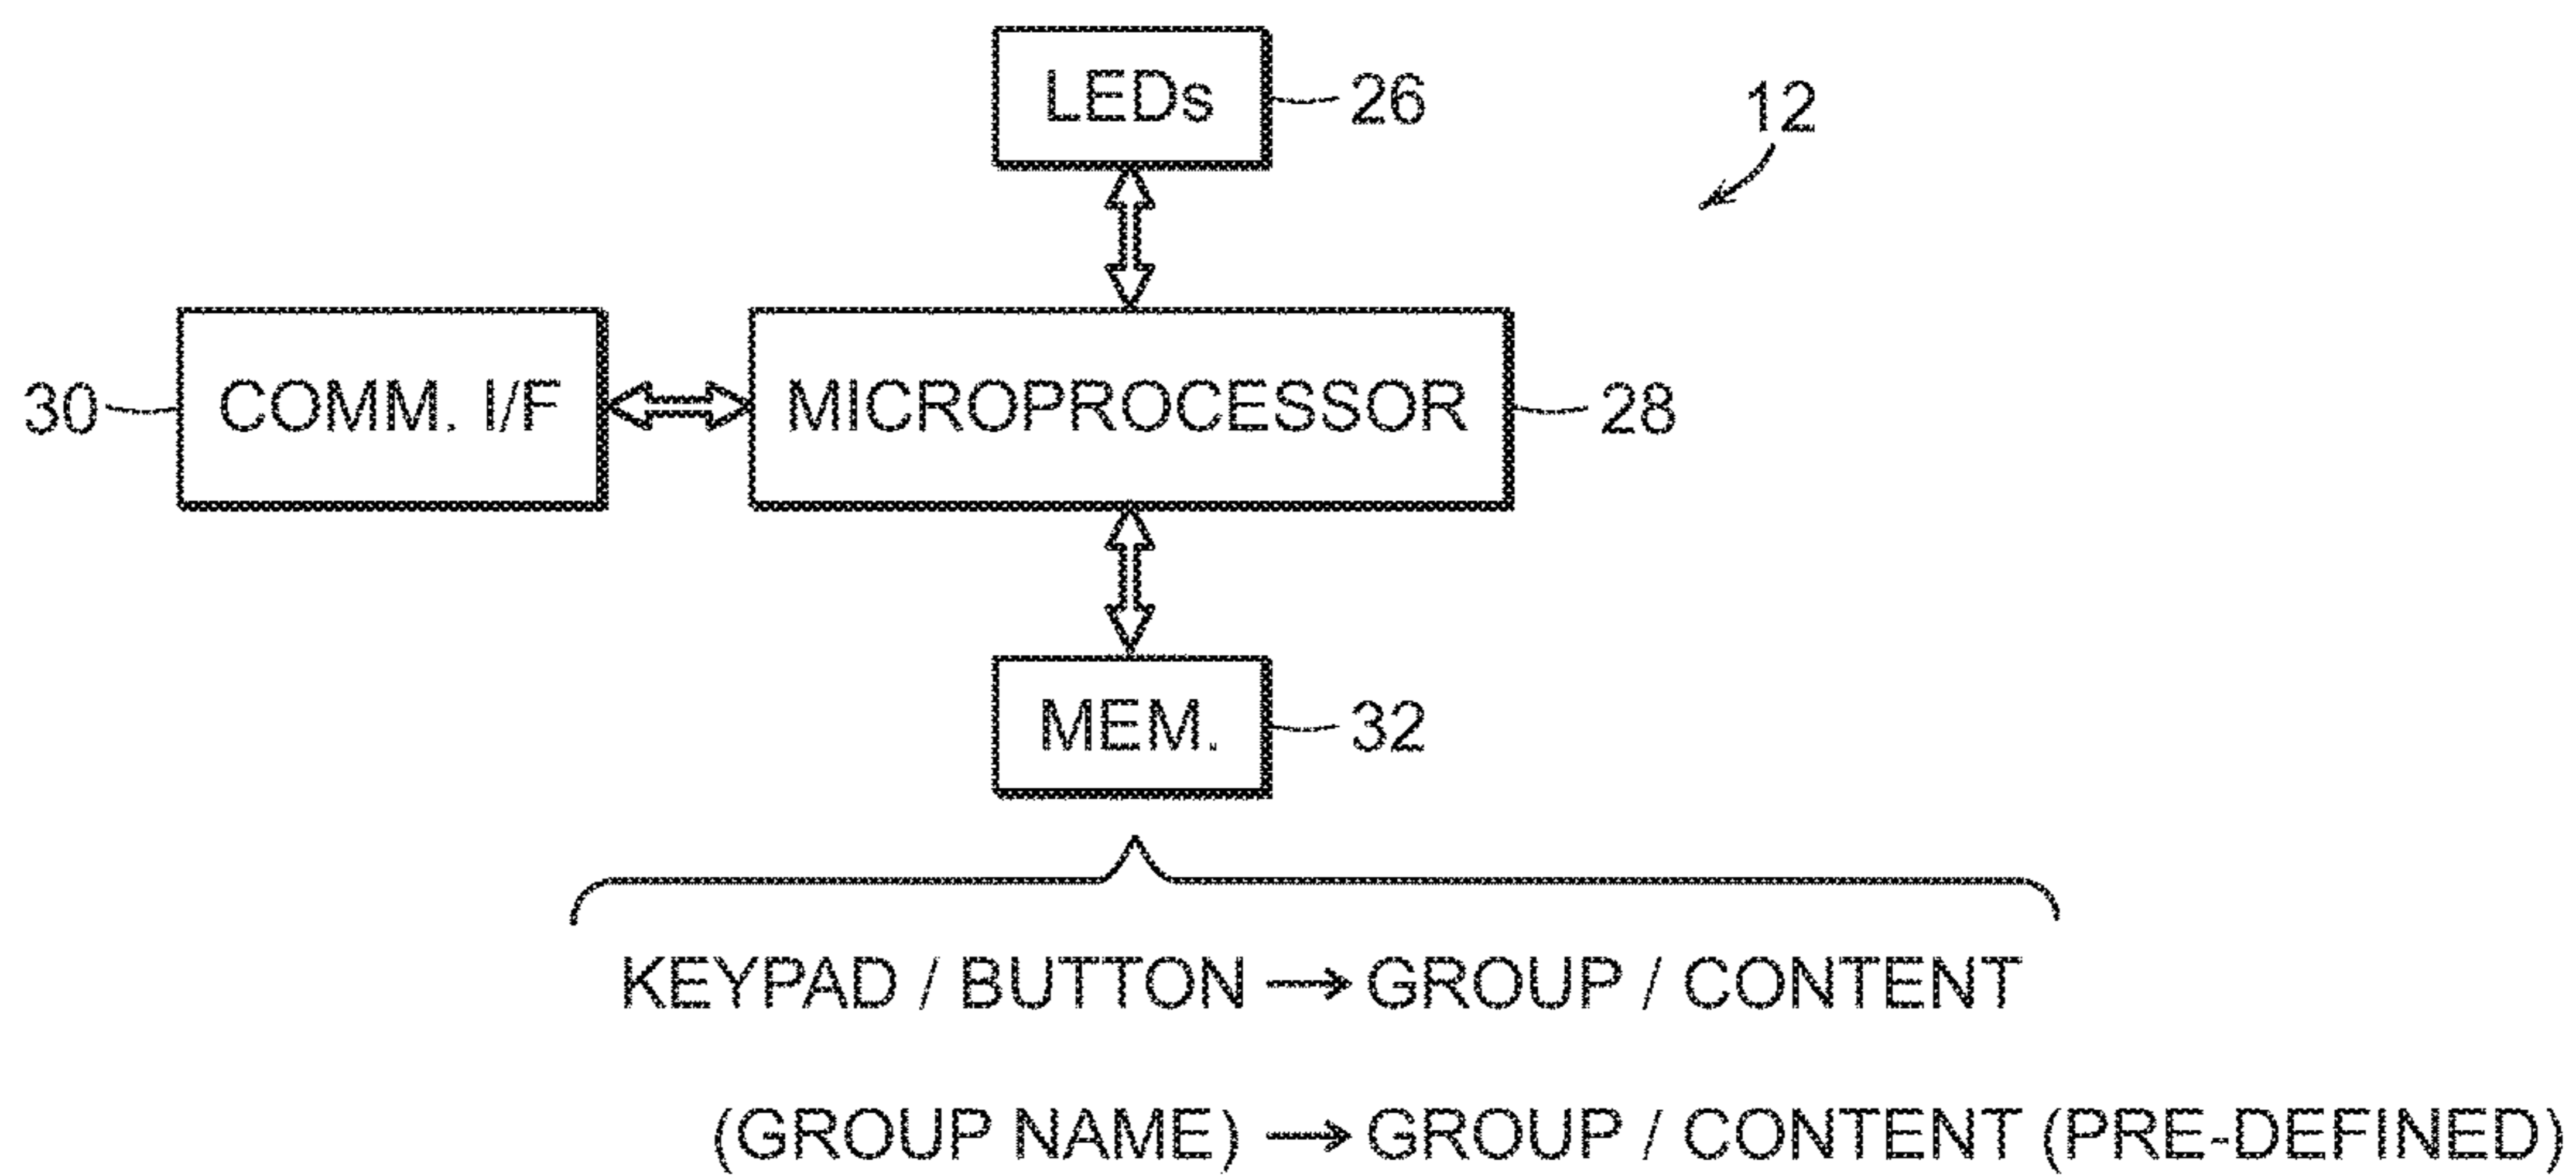 LEDs 26
12
30 COMM. I/F MICROPROCESSOR 28
MEM. 32
KEYPAD / BUTTON → GROUP / CONTENT
(GROUP NAME) → GROUP / CONTENT (PRE-DEFINED)